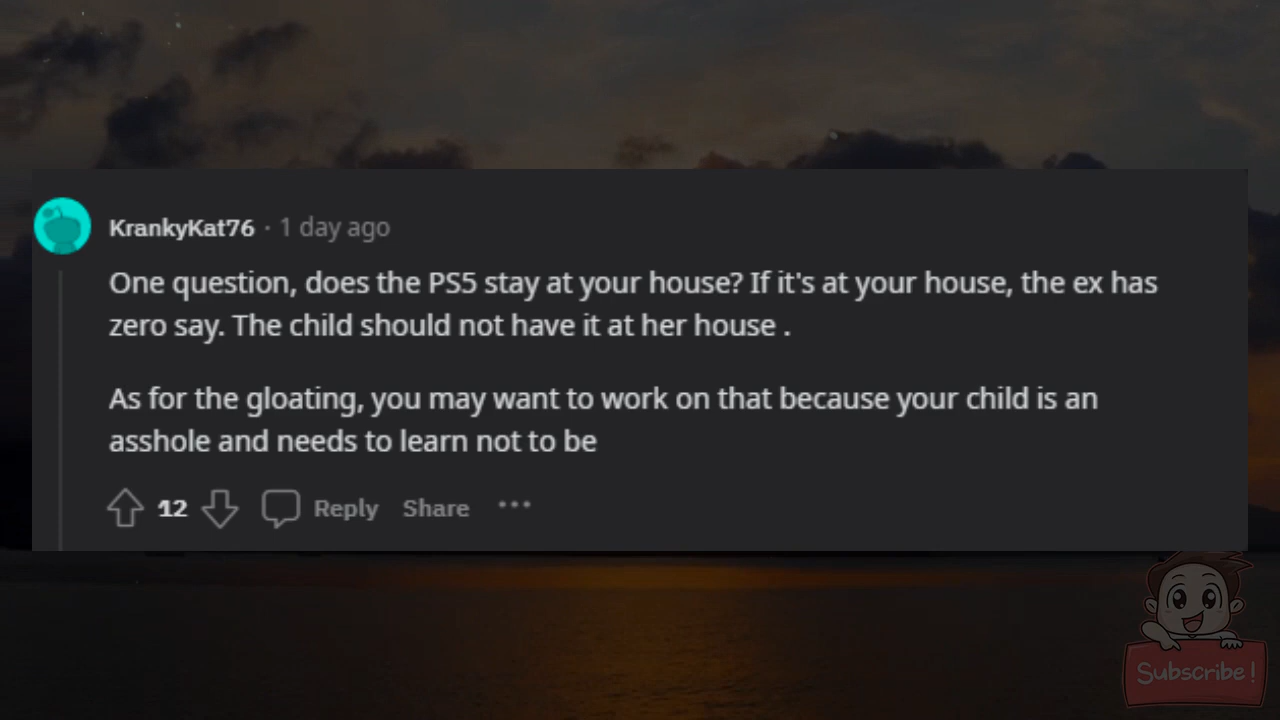 KrankyKat76 · 1 day ago
One question, does the PS5 stay at your house? If it's at your house, the ex has
zero say. The child should not have it at her house .
As for the gloating, you may want to work on that because your child is an
asshole and needs to learn not to be
12 Reply Share ...
Subscribe!